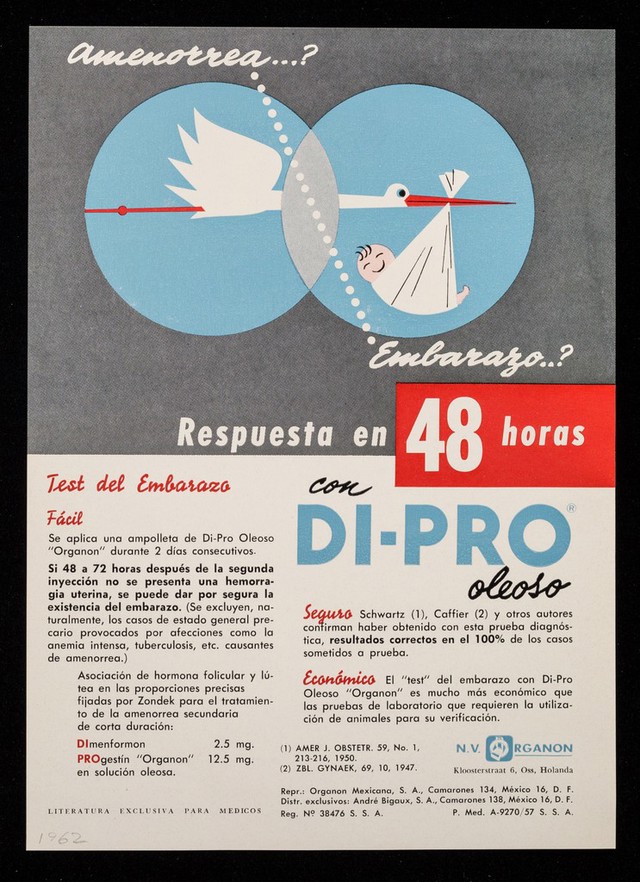 Amenorrea...?
Embarazo..?
Respuesta en 48 horas
con
DI-PRO®
oleoso
Test del Embarazo
Fácil
Se aplica una ampolleta de Di-Pro Oleoso
"Organon" durante 2 días consecutivos.
Si 48 a 72 horas después de la segunda
inyección no se presenta una hemorra-
gia uterina, se puede dar por segura la
existencia del embarazo. (Se excluyen, na-
turalmente, los casos de estado general pre-
cario provocados por afecciones como la
anemia intensa, tuberculosis, etc. causantes
de amenorrea.)
Asociación de hormona folicular y lú-
tea en las proporciones precisas
fijadas por Zondek para el tratamien-
to de la amenorrea secundaria
de corta duración:
DImenformon 2.5 mg.
PROgestín "Organon" 12.5 mg.
en solución oleosa.
LITERATURA EXCLUSIVA PARA MEDICOS
1962
Seguro Schwartz (1), Caffier (2) y otros autores
confirman haber obtenido con esta prueba diagnós-
tica, resultados correctos en el 100% de los casos
sometidos a prueba.
Económico El "test" del embarazo con Di-Pro
Oleoso "Organon" es mucho más económico que
las pruebas de laboratorio que requieren la utiliza-
ción de animales para su verificación.
(1) AMER J. OBSTETR. 59, No. 1,
213-216, 1950.
(2) ZBL. GYNAEK, 69, 10, 1947.
N.V. ORGANON
Kloosterstraat 6, Oss, Holanda
Repr.: Organon Mexicana, S. A., Camarones 134, México 16, D. F.
Distr. exclusivos: André Bigaux, S. A., Camarones 138, México 16, D. F.
Reg. Nº 38476 S. S. A. P. Med. A-9270/57 S. S. A.